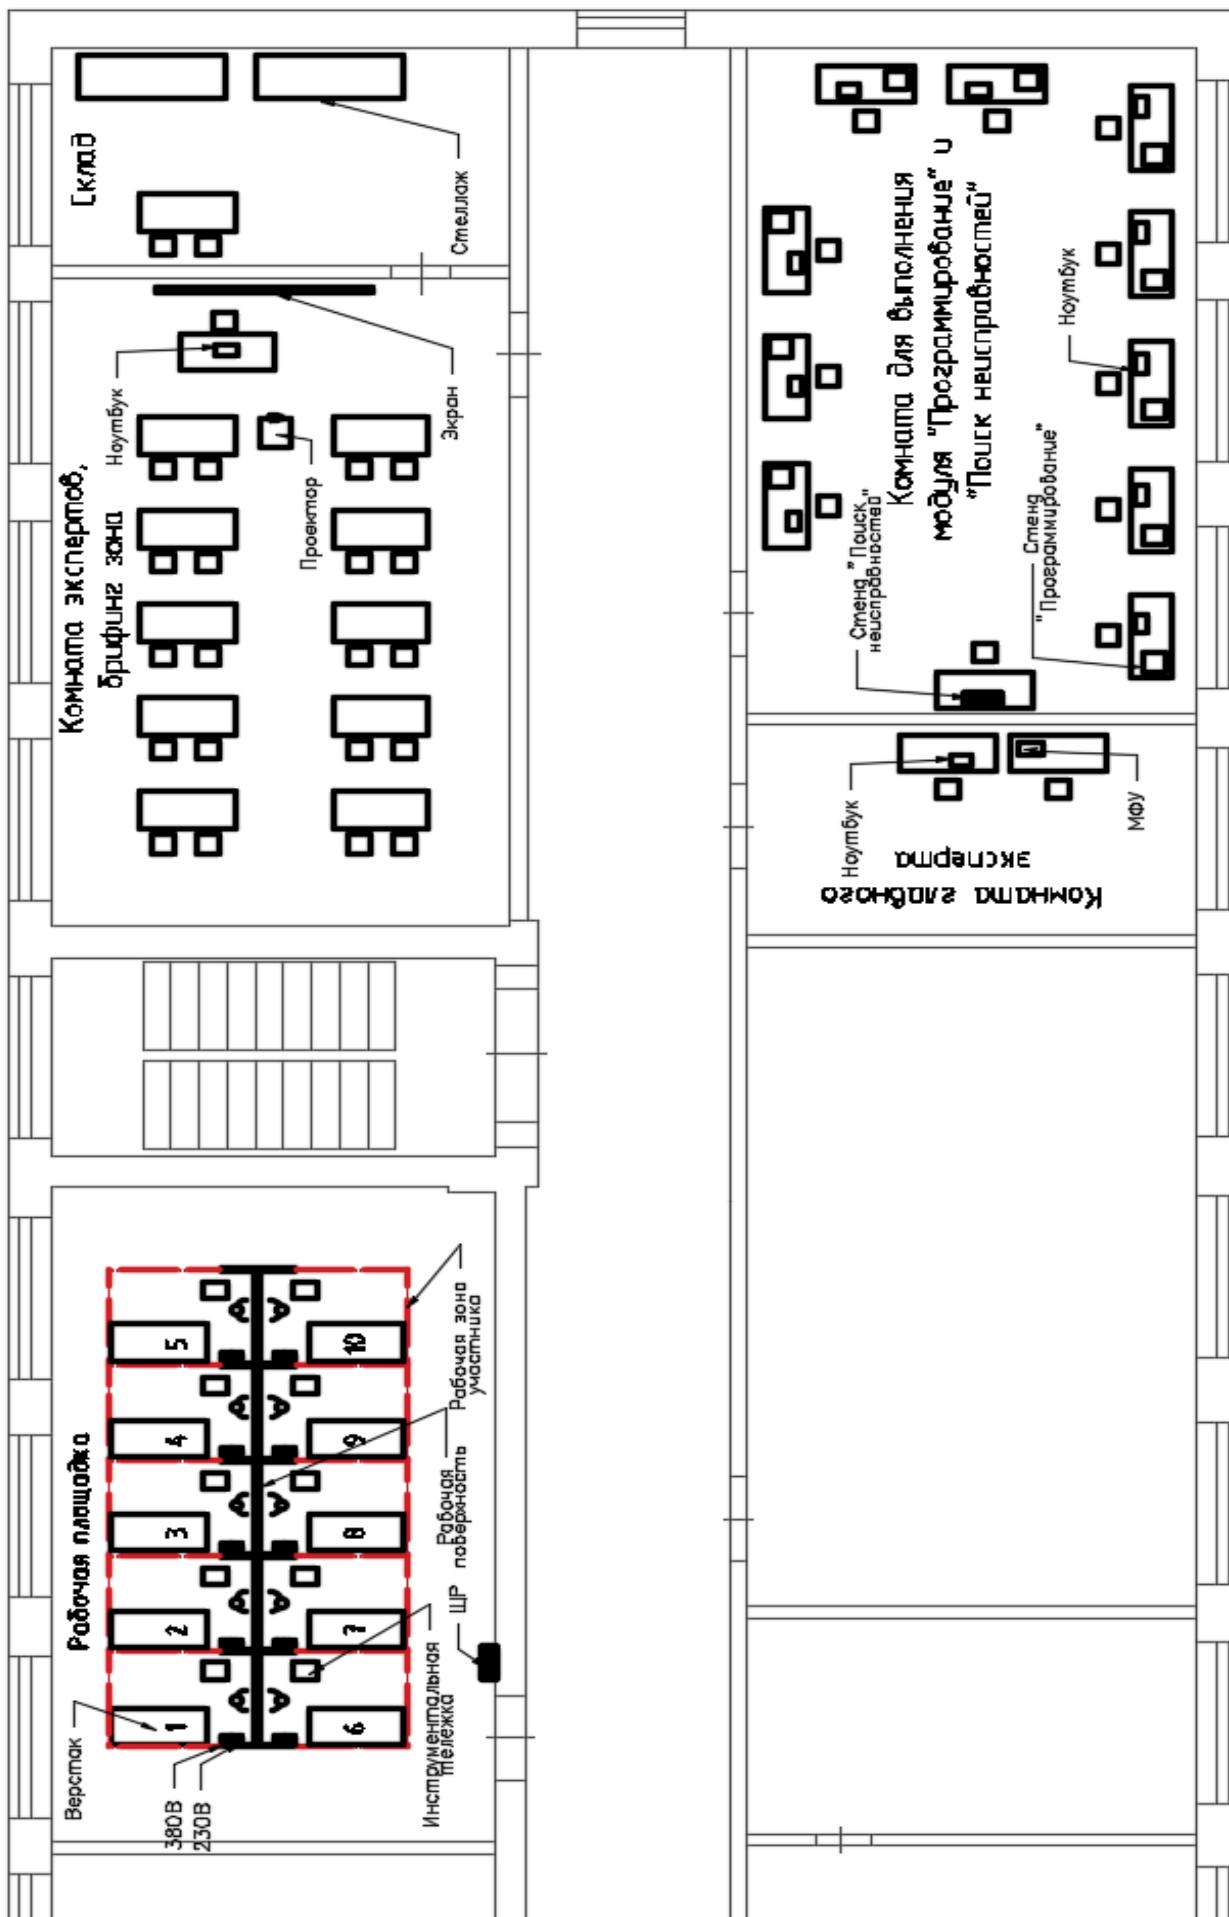 Склад
Стеллаж
Комната экспертов,
брифинг зона
Ноутбук
Экран
Проектор
Комната для выполнения
модуля "Программирование" и
"Поиск неисправностей"
Ноутбук
Стенд "Поиск
неисправностей"
Стенд
"Программирование"
Ноутбук
МФУ
Комната главного
эксперта
Рабочая площадка
1
2
3
4
5
6
7
8
9
10
Верстак
380В
230В
Инструментальная
тележка
ЩР
Рабочая
поверхность
Рабочая зона
участника